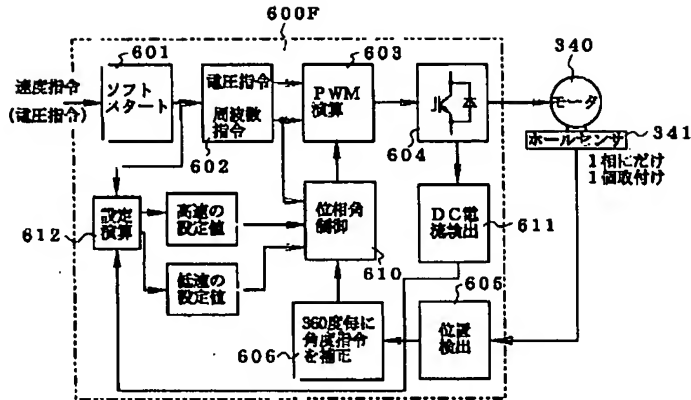 600F
601
速度指令
(電圧指令)
ソフト
スタート
電圧指令
周波数
指令
602
603
PWM
演算
604
340
モータ
ホールセンサ
341
1相にだけ
1個取付け
設定
演算
612
高速の
設定値
低速の
設定値
位相角
制御
610
DC電
流検出
611
605
位置
検出
360度毎に
角度指令
を補正
606